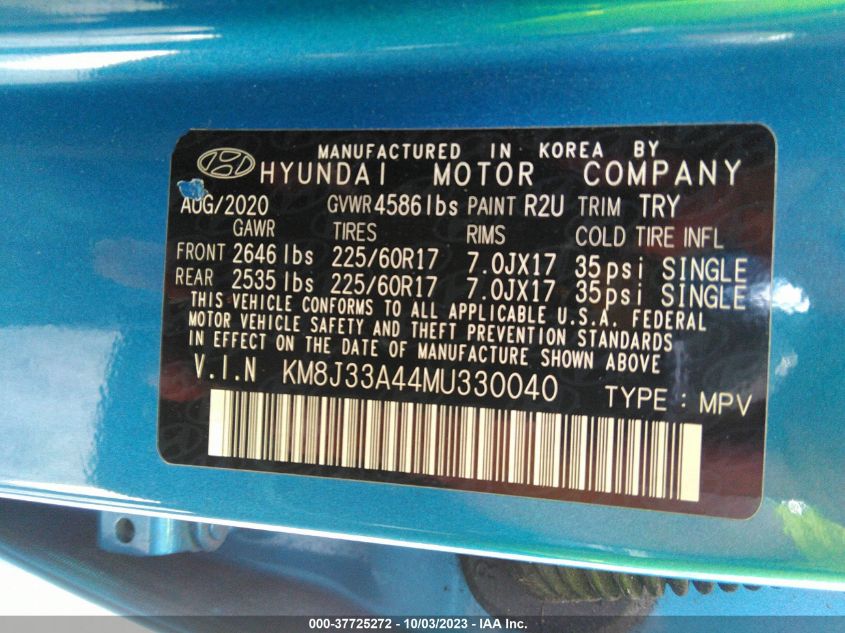 MANUFACTURED IN KOREA BY
HYUNDAI MOTOR COMPANY
AUG/2020 GVWR 4586 lbs PAINT R2U TRIM TRY
GAWR TIRES RIMS COLD TIRE INFL
FRONT 2646 lbs 225/60R17 7.0JX17 35psi SINGLE
REAR 2535 lbs 225/60R17 7.0JX17 35psi SINGLE
THIS VEHICLE CONFORMS TO ALL APPLICABLE U.S.A. FEDERAL
MOTOR VEHICLE SAFETY AND THEFT PREVENTION STANDARDS
IN EFFECT ON THE DATE OF MANUFACTURE SHOWN ABOVE
V.I.N KM8J33A44MU330040 TYPE : MPV
000-37725272 - 10/03/2023 - IAA Inc.